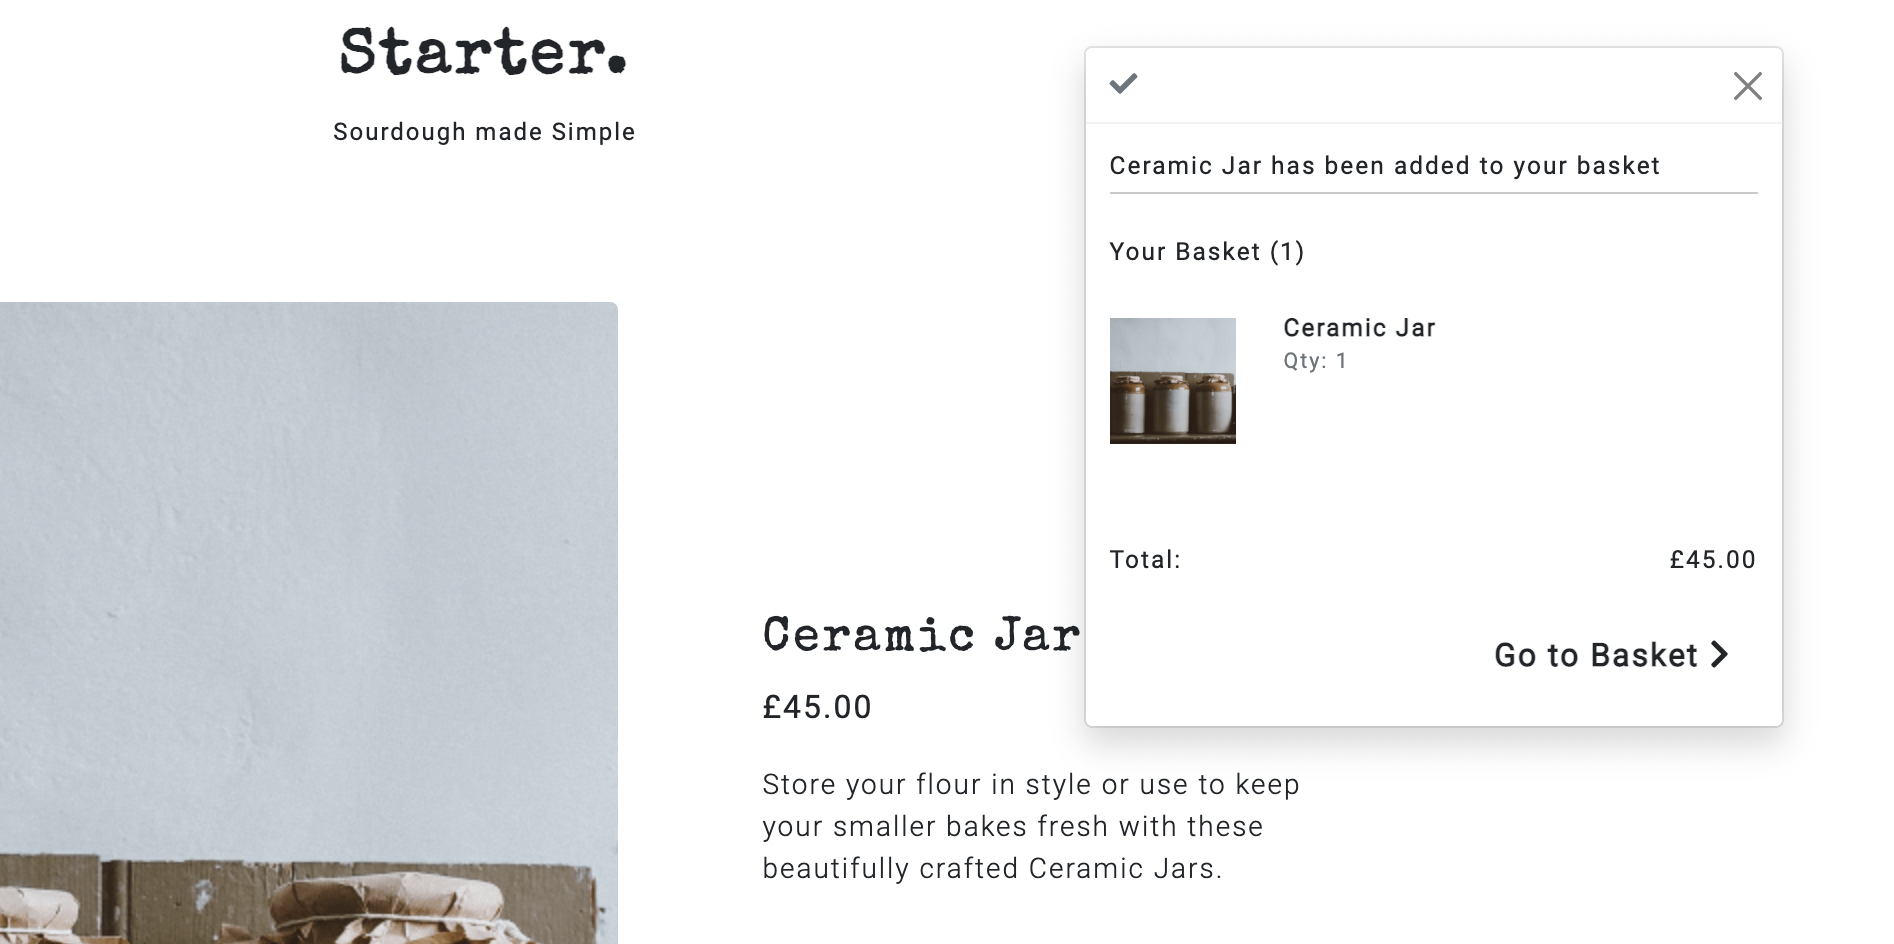 Starter.
Sourdough made Simple
Ceramic Jar has been added to your basket
Your Basket (1)
Ceramic Jar
Qty: 1
Total: £45.00
Go to Basket
Ceramic Jar
£45.00
Store your flour in style or use to keep
your smaller bakes fresh with these
beautifully crafted Ceramic Jars.